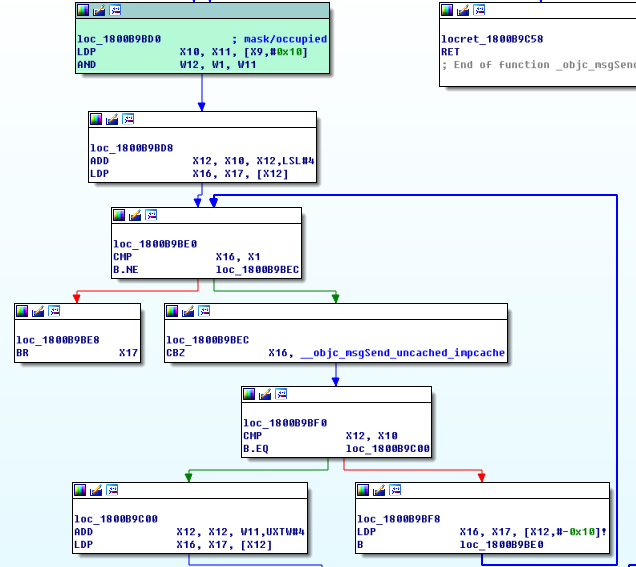 loc_1800B9BD0 ; mask/occupied
LDP X10, X11, [X9,#0x10]
AND W12, W1, W11
locret_1800B9C58
RET
; End of function _objc_msgSend
loc_1800B9BD8
ADD X12, X10, X12,LSL#4
LDP X16, X17, [X12]
loc_1800B9BE0
CMP X16, X1
B.NE loc_1800B9BEC
loc_1800B9BE8
BR X17
loc_1800B9BEC
CBZ X16, __objc_msgSend_uncached_impcache
loc_1800B9BF0
CMP X12, X10
B.EQ loc_1800B9C00
loc_1800B9C00
ADD X12, X12, W11,UXTW#4
LDP X16, X17, [X12]
loc_1800B9BF8
LDP X16, X17, [X12,#-0x10]!
B loc_1800B9BE0